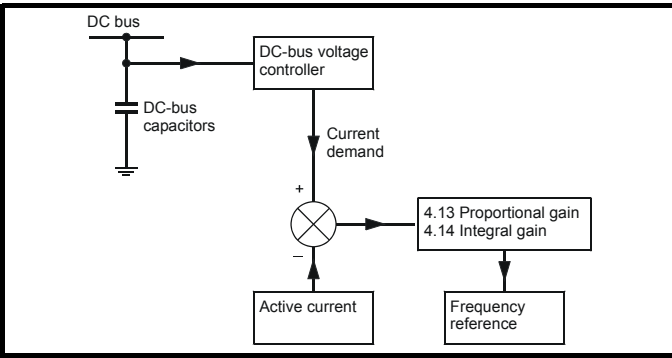 DC bus
DC-bus voltage
controller
DC-bus
capacitors
Current
demand
+
−
4.13 Proportional gain
4.14 Integral gain
Active current
Frequency
reference